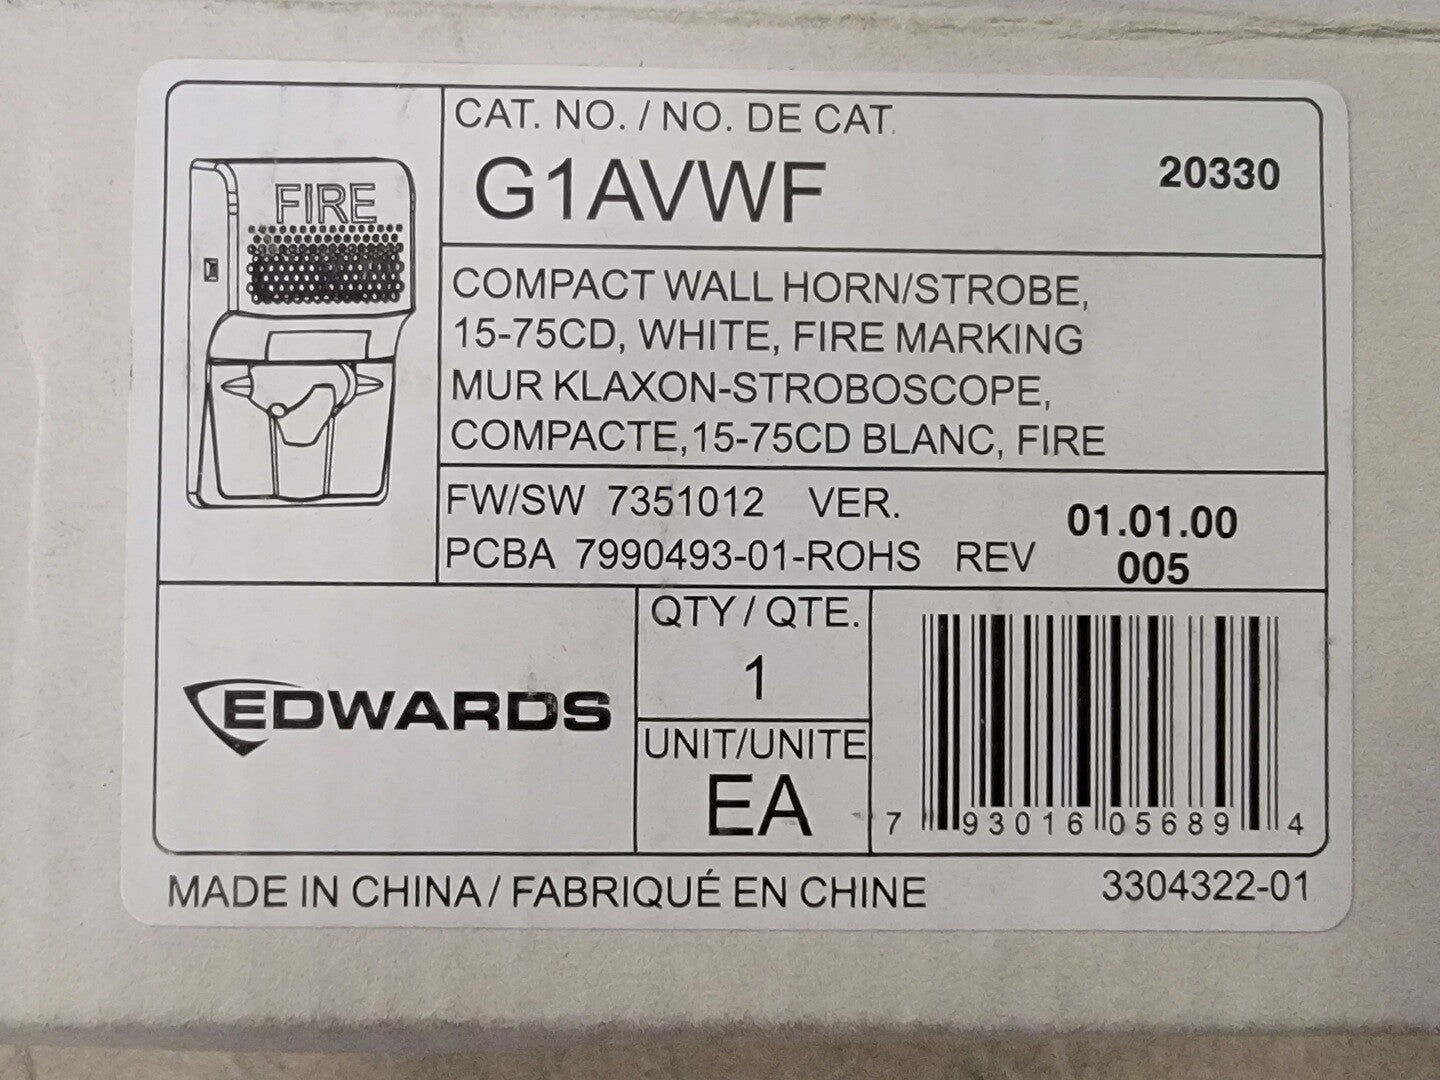 CAT. NO. / NO. DE CAT.
G1AVWF
20330
FIRE
COMPACT WALL HORN/STROBE,
15-75CD, WHITE, FIRE MARKING
MUR KLAXON-STROBOSCOPE,
COMPACTE,15-75CD BLANC, FIRE
FW/SW 7351012 VER. 01.01.00
PCBA 7990493-01-ROHS REV 005
EDWARDS
QTY / QTE.
1
UNIT/UNITE
EA
7 93016 05689 4
MADE IN CHINA / FABRIQUÉ EN CHINE
3304322-01